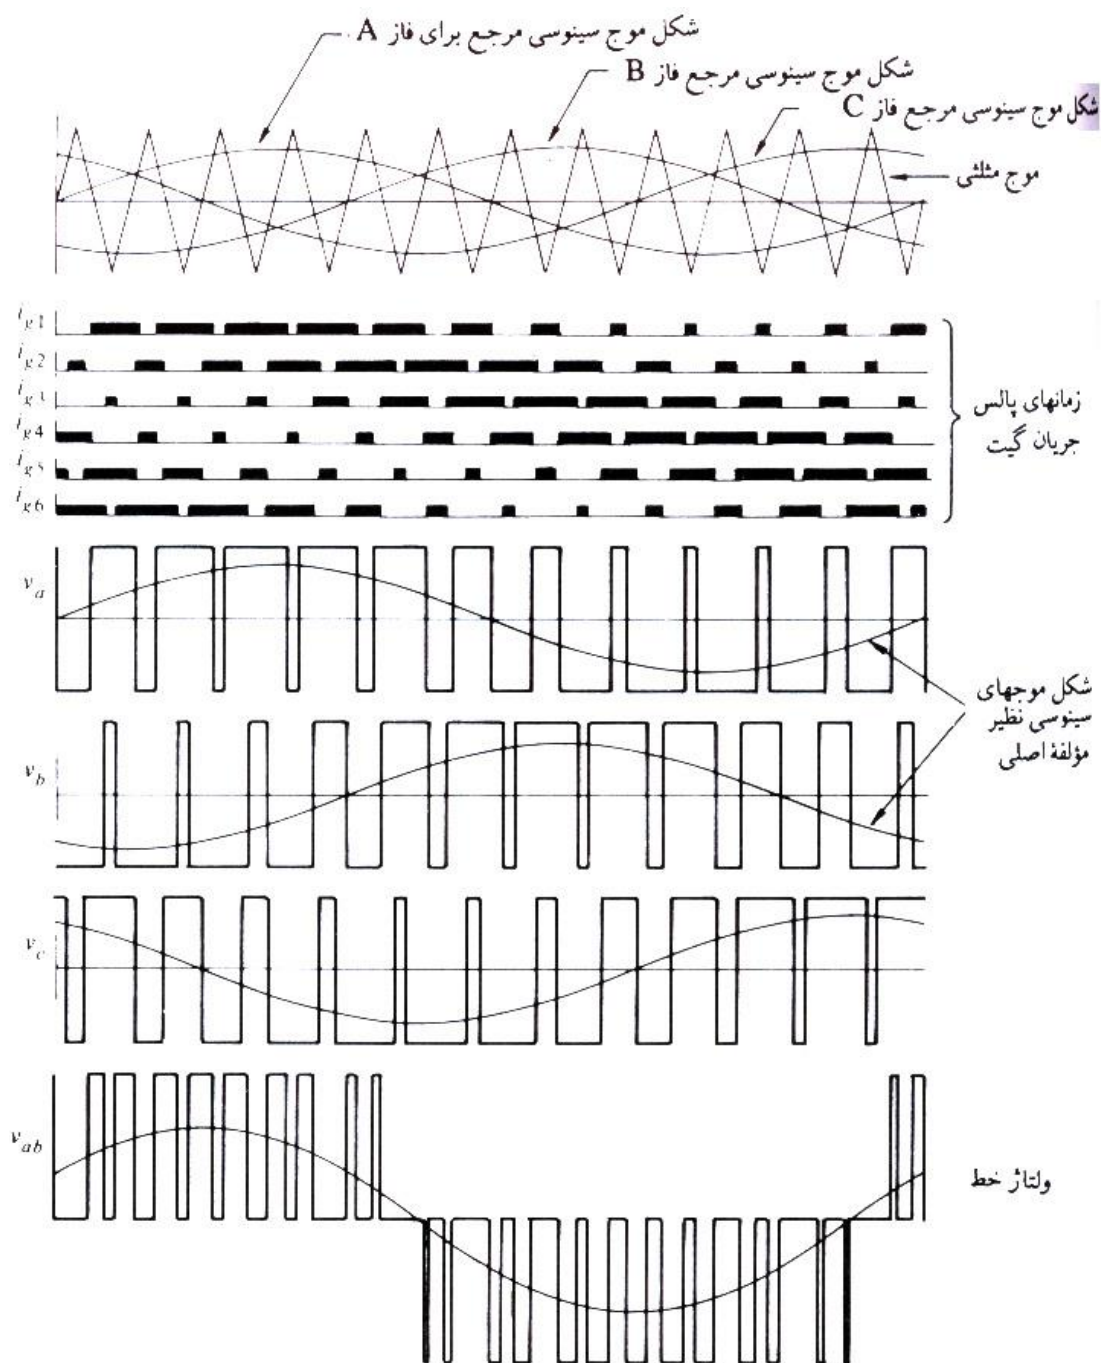 شکل موج سینوسی مرجع برای فاز A
شکل موج سینوسی مرجع فاز B
شکل موج سینوسی مرجع فاز C
موج مثلثی
i_g1
i_g2
i_g3
i_g4
i_g5
i_g6
زمانهای پالس
جریان گیت
v_a
شکل موجهای
سینوسی نظیر
مؤلفهٔ اصلی
v_b
v_c
v_ab
ولتاژ خط